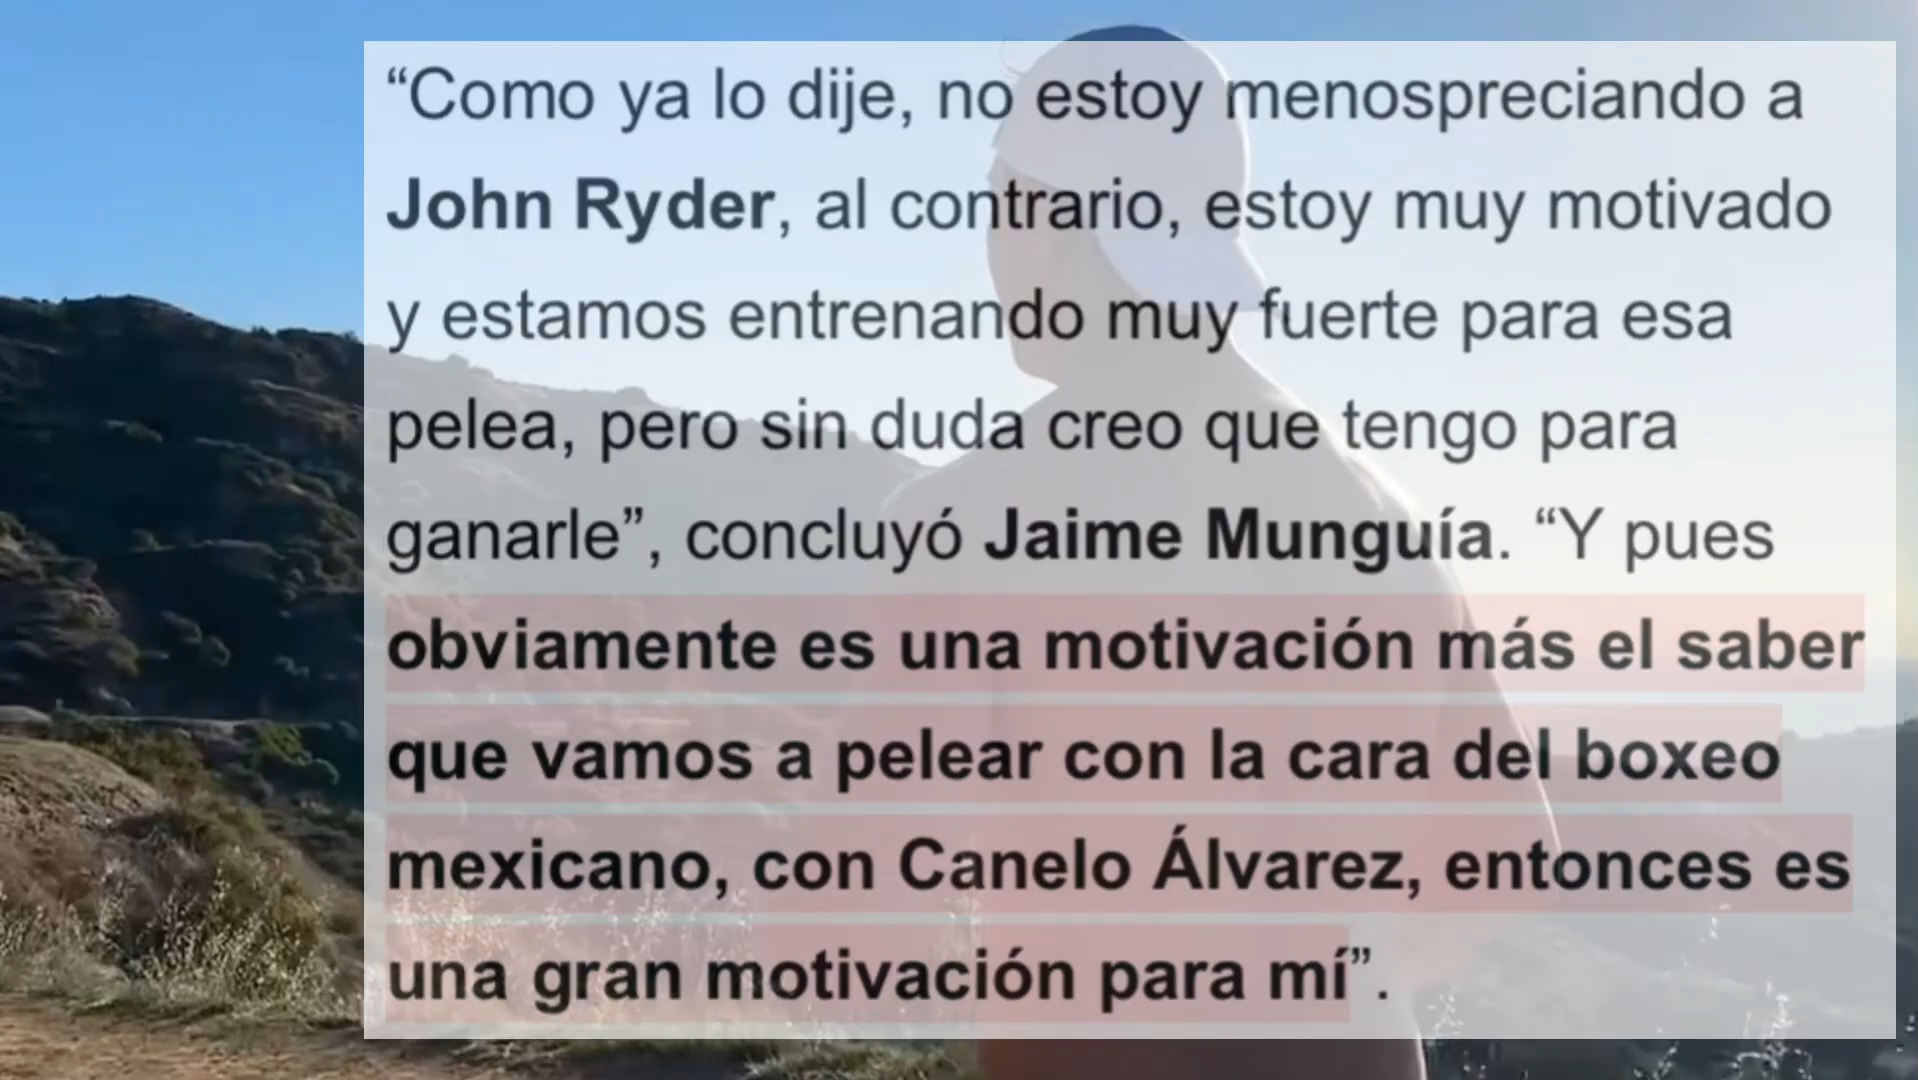 “Como ya lo dije, no estoy menospreciando a
John Ryder, al contrario, estoy muy motivado
y estamos entrenando muy fuerte para esa
pelea, pero sin duda creo que tengo para
ganarle”, concluyó Jaime Munguía. “Y pues
obviamente es una motivación más el saber
que vamos a pelear con la cara del boxeo
mexicano, con Canelo Álvarez, entonces es
una gran motivación para mí”.